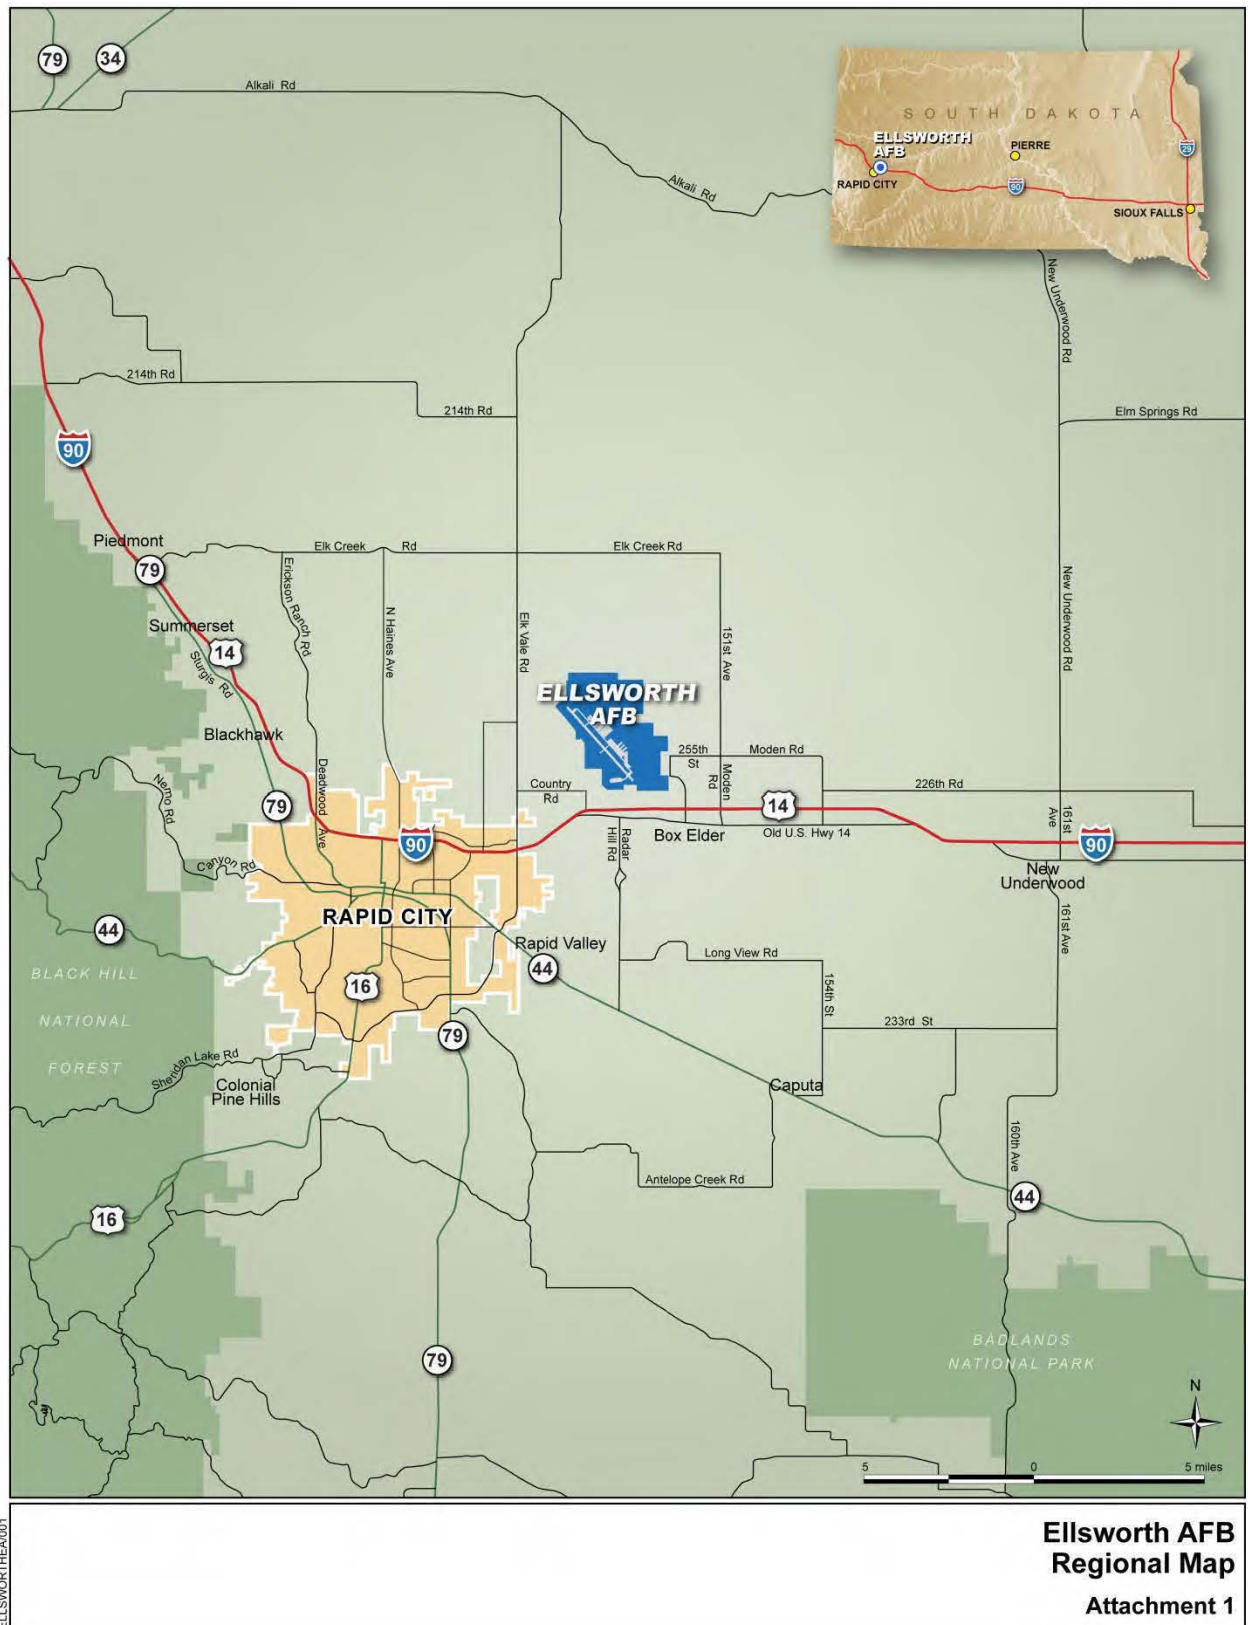 79
34
Alkali Rd
SOUTH DAKOTA
ELLSWORTH
AFB
PIERRE
29
RAPID CITY
90
SIOUX FALLS
Alkali Rd
New Underwood Rd
214th Rd
214th Rd
Elm Springs Rd
90
Piedmont
79
Elk Creek Rd
Elk Creek Rd
Erickson Ranch Rd
N Haines Ave
Elk Vale Rd
151st Ave
New Underwood Rd
Summerset
14
Sturgis Rd
ELLSWORTH
AFB
Blackhawk
255th
St
Moden Rd
Moden
Rd
Deadwood Ave
Nemo Rd
Country
Rd
226th Rd
79
14
161st
Ave
90
Radar
Hill Rd
Box Elder
Old U.S. Hwy 14
90
Canyon Rd
New
Underwood
RAPID CITY
44
161st Ave
Rapid Valley
44
Long View Rd
BLACK HILL
NATIONAL
FOREST
16
154th St
233rd St
79
Sheridan Lake Rd
Colonial
Pine Hills
Caputa
160th Ave
Antelope Creek Rd
44
16
BADLANDS
NATIONAL PARK
79
N
5 0 5 miles
Ellsworth AFB
Regional Map
Attachment 1